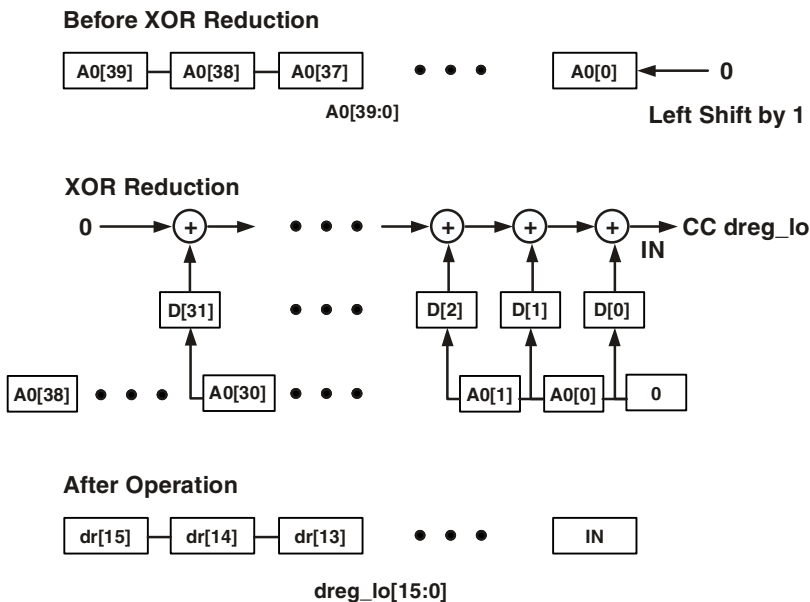 Before XOR Reduction
A0[39] A0[38] A0[37] A0[0] 0
A0[39:0] Left Shift by 1
XOR Reduction
0 + + + + CC dreg_lo
IN
D[31] D[2] D[1] D[0]
A0[38] A0[30] A0[1] A0[0] 0
After Operation
dr[15] dr[14] dr[13] IN
dreg_lo[15:0]